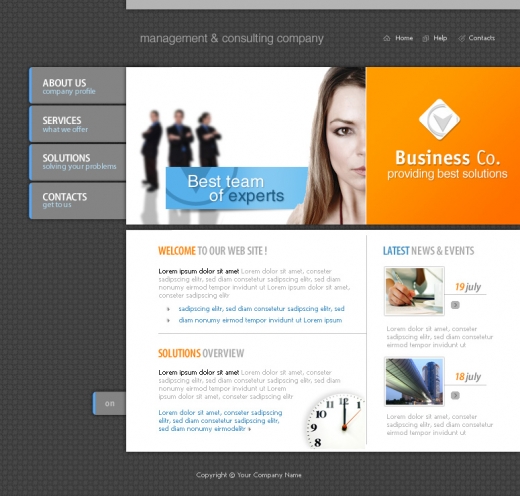 management & consulting company
Home
Help
Contacts
ABOUT US
company profile
SERVICES
what we offer
SOLUTIONS
solving your problems
CONTACTS
get to us
Best team
of experts
Business Co.
providing best solutions
WELCOME TO OUR WEB SITE !
Lorem ipsum dolor sit amet Lorem dolor sit amet, conseter
sadipscing elitr, sed diam consetetur sadipscing elitr, sed diam
nonumy eirmod tempor invidunt ut Lorem ipsum dolor sit amet,
consetetur sadipscing elitr
sadipscing elitr, sed diam consetetur sadipscing elitr, sed
diam nonumy eirmod tempor invidunt ut Lorem ipsum
SOLUTIONS OVERVIEW
Lorem ipsum dolor sit amet Lorem dolor sit amet, conseter
sadipscing elitr, sed diam consetetur sadipscing elitr, sed diam
nonumy eirmod tempor invidunt ut Lorem
ipsum dolor sit amet, consetetur sadipscing elitr
Lorem dolor sit amet, conseter sadipscing
elitr, sed diam consetetur sadipscing elitr,
sed diam nonumy eirmodelitr
LATEST NEWS & EVENTS
19 july
Lorem dolor sit amet, consetetur
sadipscing elitr, sed diam nonumy
eirmod tempor invidunt ut
18 july
Lorem dolor sit amet, consetetur
sadipscing elitr, sed diam nonumy
eirmod tempor invidunt ut
on
Copyright © Your Company Name.